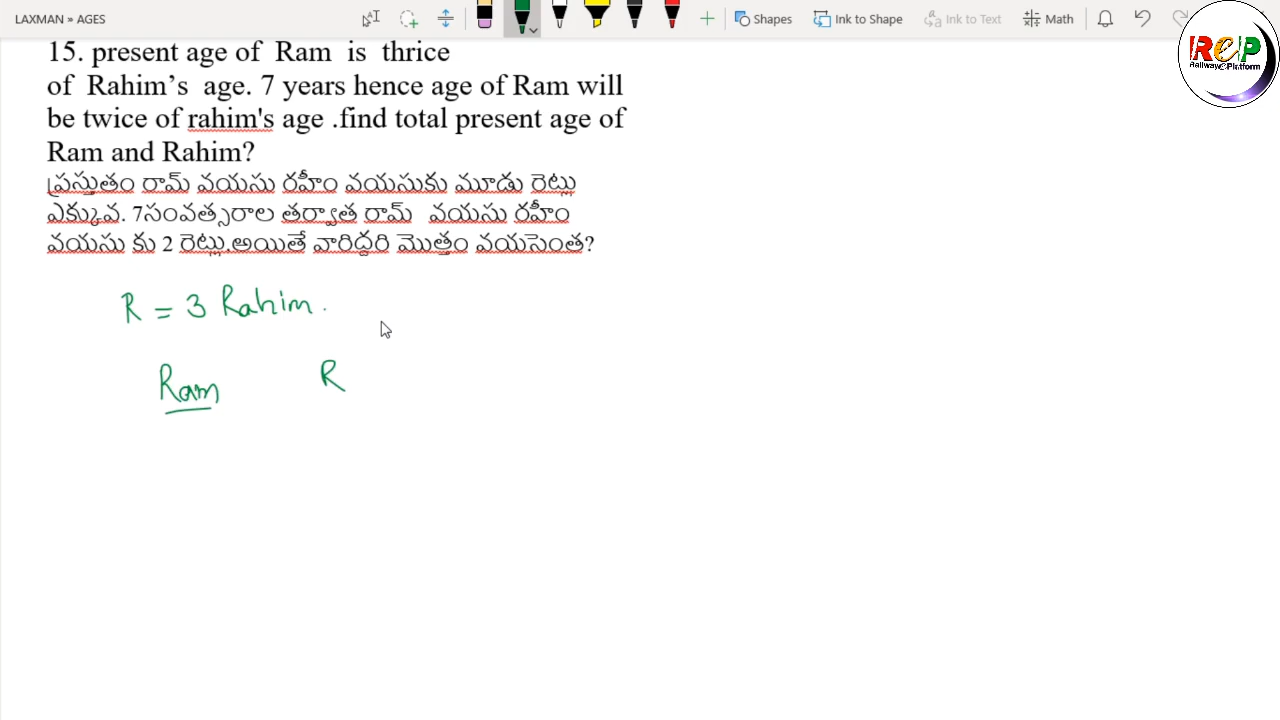 LAXMAN » AGES
Shapes
Ink to Shape
Ink to Text
Math
RCP
Railway Platform
15. present age of Ram is thrice
of Rahim’s age. 7 years hence age of Ram will
be twice of rahim's age .find total present age of
Ram and Rahim?
ప్రస్తుతం రామ్ వయసు రహీం వయసుకు మూడు రెట్లు
ఎక్కువ. 7సంవత్సరాల తర్వాత రామ్ వయసు రహీం
వయసు కు 2 రెట్లు.అయితే వారిద్దరి మొత్తం వయసెంత?
R = 3 Rahim.
Ram R